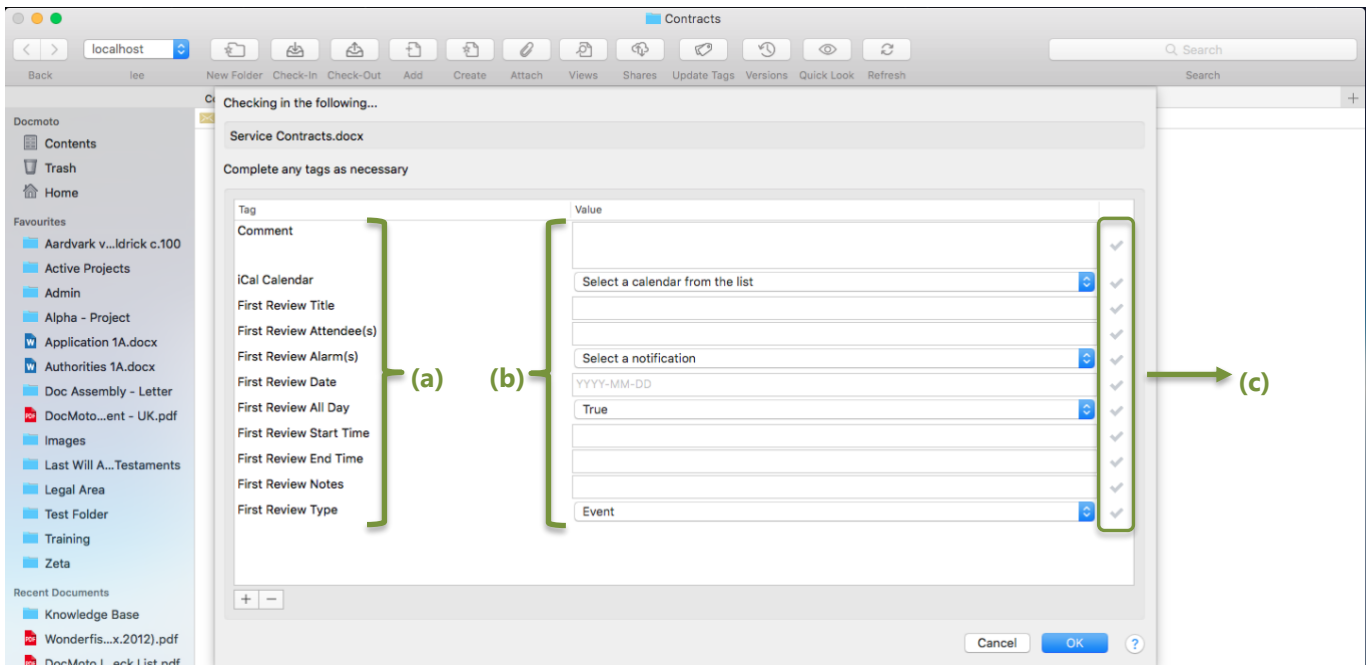 Contracts
localhost
Search
Back lee New Folder Check-In Check-Out Add Create Attach Views Shares Update Tags Versions Quick Look Refresh Search
Docmoto
Contents
Trash
Home
Favourites
Aardvark v...ldrick c.100
Active Projects
Admin
Alpha - Project
Application 1A.docx
Authorities 1A.docx
Doc Assembly - Letter
DocMoto...ent - UK.pdf
Images
Last Will A...Testaments
Legal Area
Test Folder
Training
Zeta
Recent Documents
Knowledge Base
Wonderfis...x.2012).pdf
Checking in the following...
Service Contracts.docx
Complete any tags as necessary
Tag Value
Comment
iCal Calendar Select a calendar from the list
First Review Title
First Review Attendee(s)
First Review Alarm(s) Select a notification
First Review Date YYYY-MM-DD
(a) (b) (c)
First Review All Day True
First Review Start Time
First Review End Time
First Review Notes
First Review Type Event
+ −
Cancel OK ?